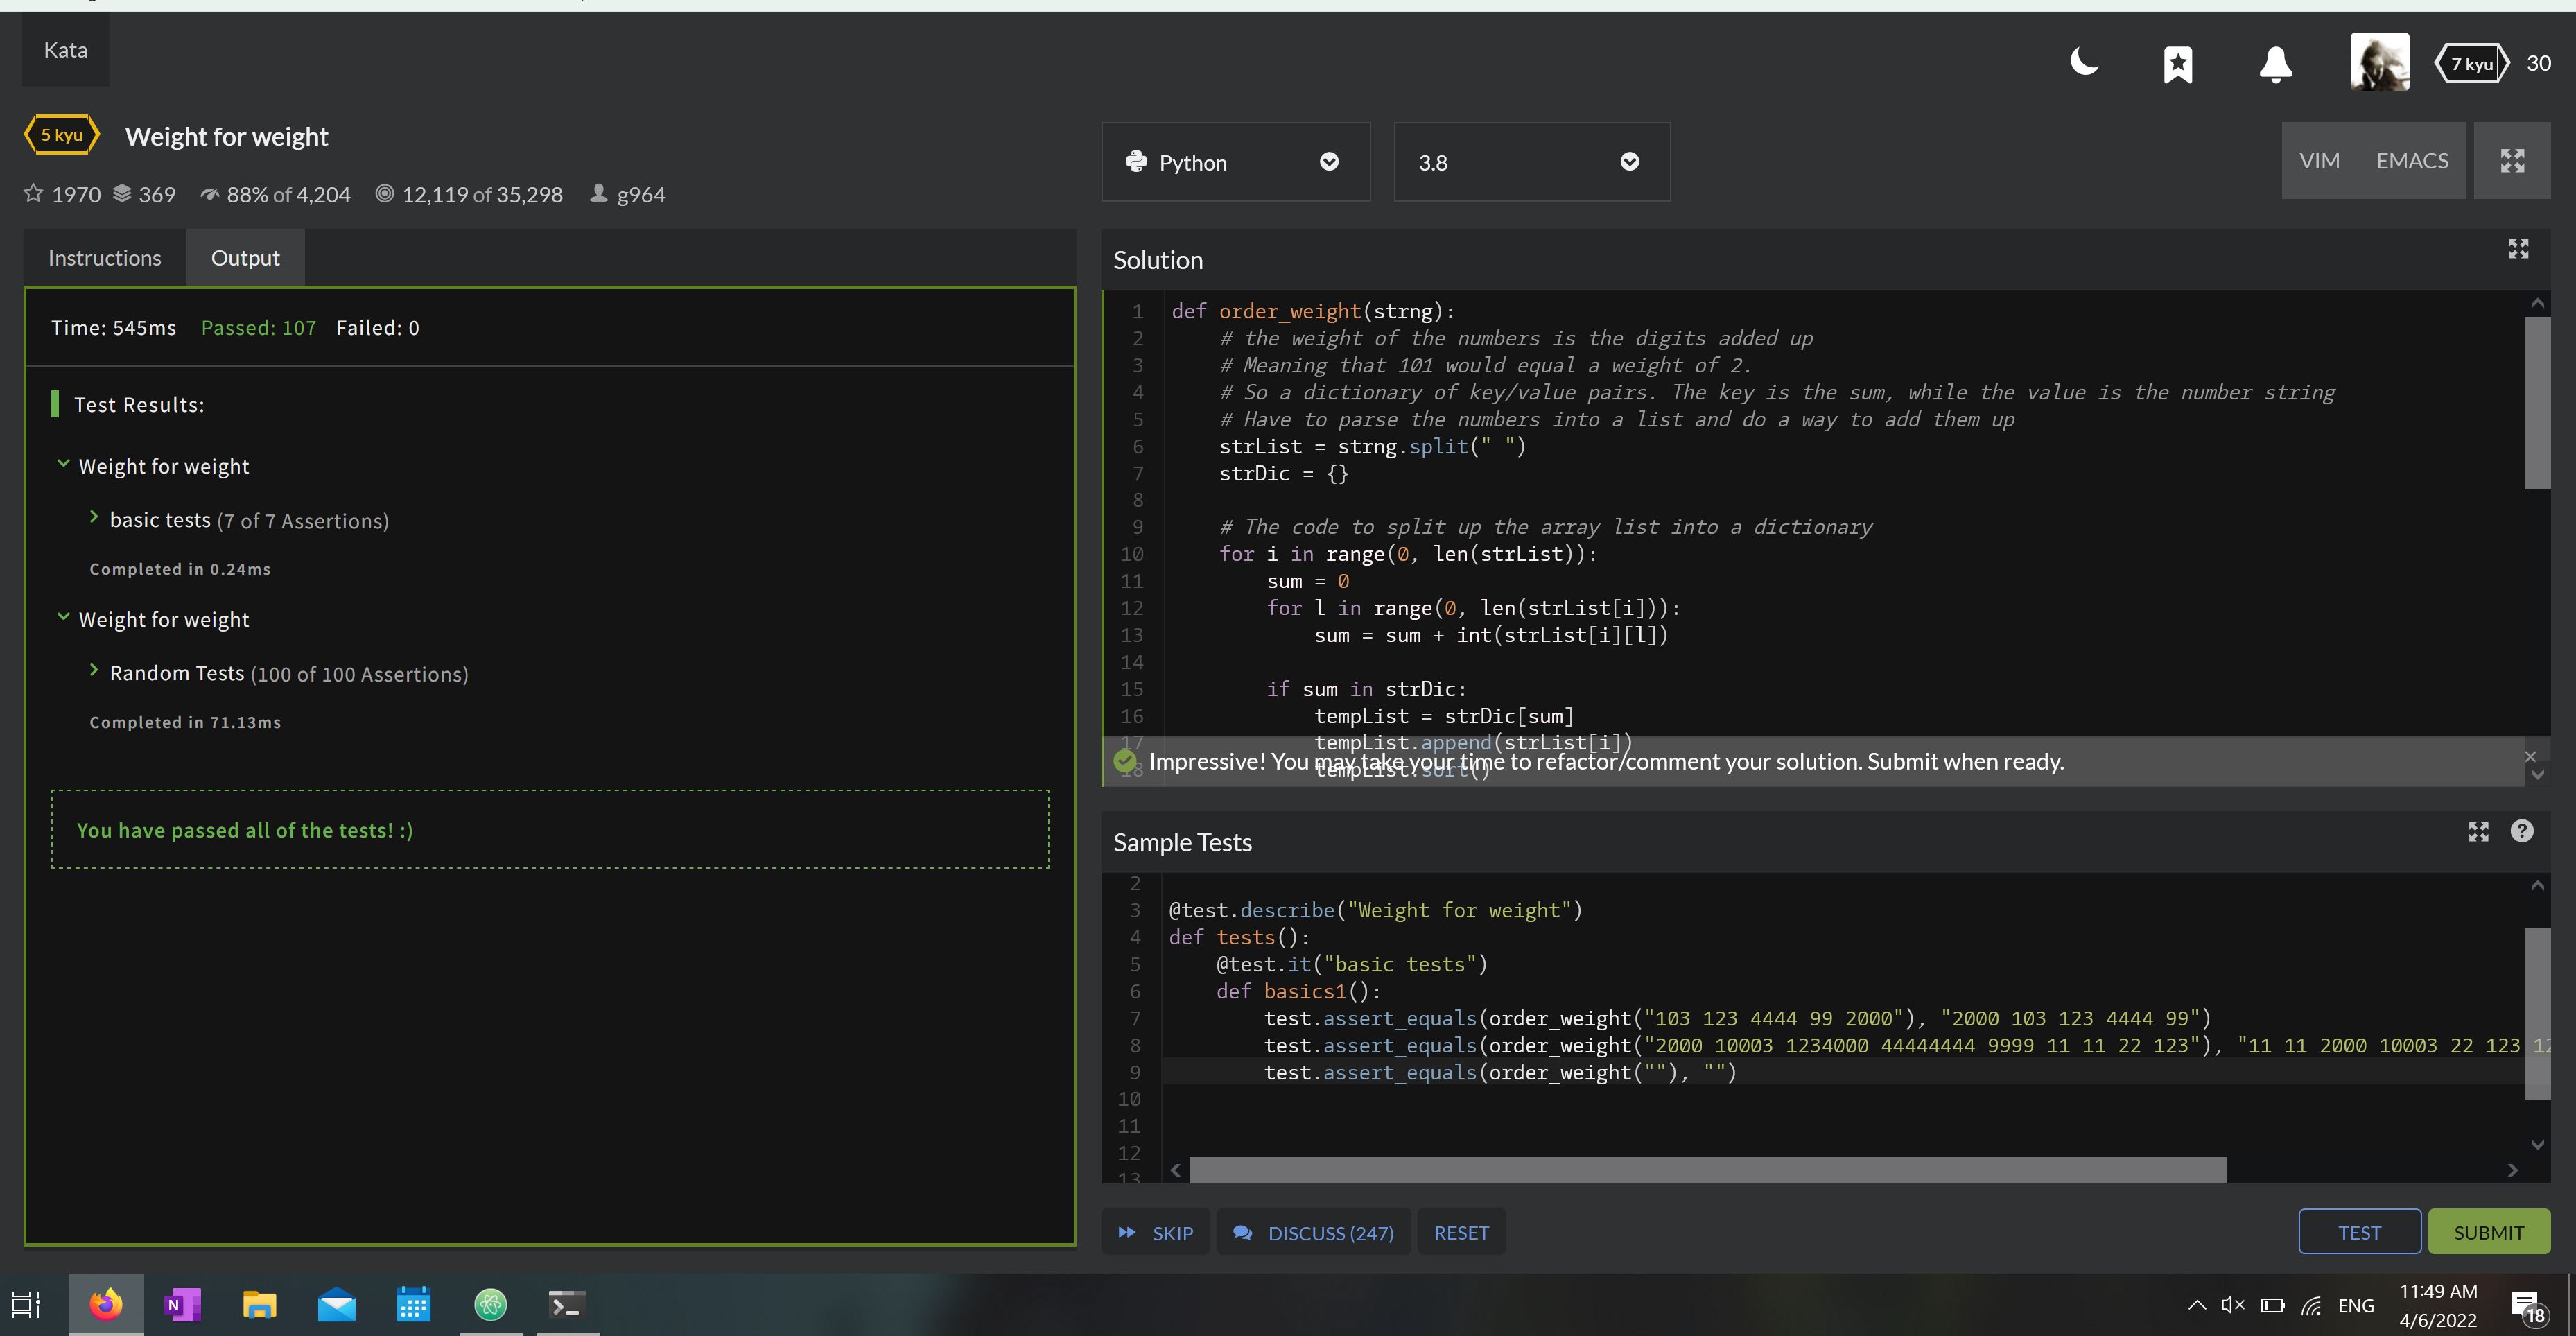 Kata
7 kyu 30
5 kyu Weight for weight
1970 369 88% of 4,204 12,119 of 35,298 g964
Python
3.8
VIM EMACS
Instructions Output
Time: 545ms Passed: 107 Failed: 0
Test Results:
Weight for weight
basic tests (7 of 7 Assertions)
Completed in 0.24ms
Weight for weight
Random Tests (100 of 100 Assertions)
Completed in 71.13ms
You have passed all of the tests! :)
Solution
1 def order_weight(strng):
2 # the weight of the numbers is the digits added up
3 # Meaning that 101 would equal a weight of 2.
4 # So a dictionary of key/value pairs. The key is the sum, while the value is the number string
5 # Have to parse the numbers into a list and do a way to add them up
6 strList = strng.split(" ")
7 strDic = {}
8
9 # The code to split up the array list into a dictionary
10 for i in range(0, len(strList)):
11 sum = 0
12 for l in range(0, len(strList[i])):
13 sum = sum + int(strList[i][l])
14
15 if sum in strDic:
16 tempList = strDic[sum]
17 tempList.append(strList[i])
18 tempList.sort()
Impressive! You may take your time to refactor/comment your solution. Submit when ready.
Sample Tests
2
3 @test.describe("Weight for weight")
4 def tests():
5 @test.it("basic tests")
6 def basics1():
7 test.assert_equals(order_weight("103 123 4444 99 2000"), "2000 103 123 4444 99")
8 test.assert_equals(order_weight("2000 10003 1234000 44444444 9999 11 11 22 123"), "11 11 2000 10003 22 123 12
9 test.assert_equals(order_weight(""), "")
10
11
12
13
SKIP DISCUSS (247) RESET
TEST SUBMIT
ENG
11:49 AM
4/6/2022
18